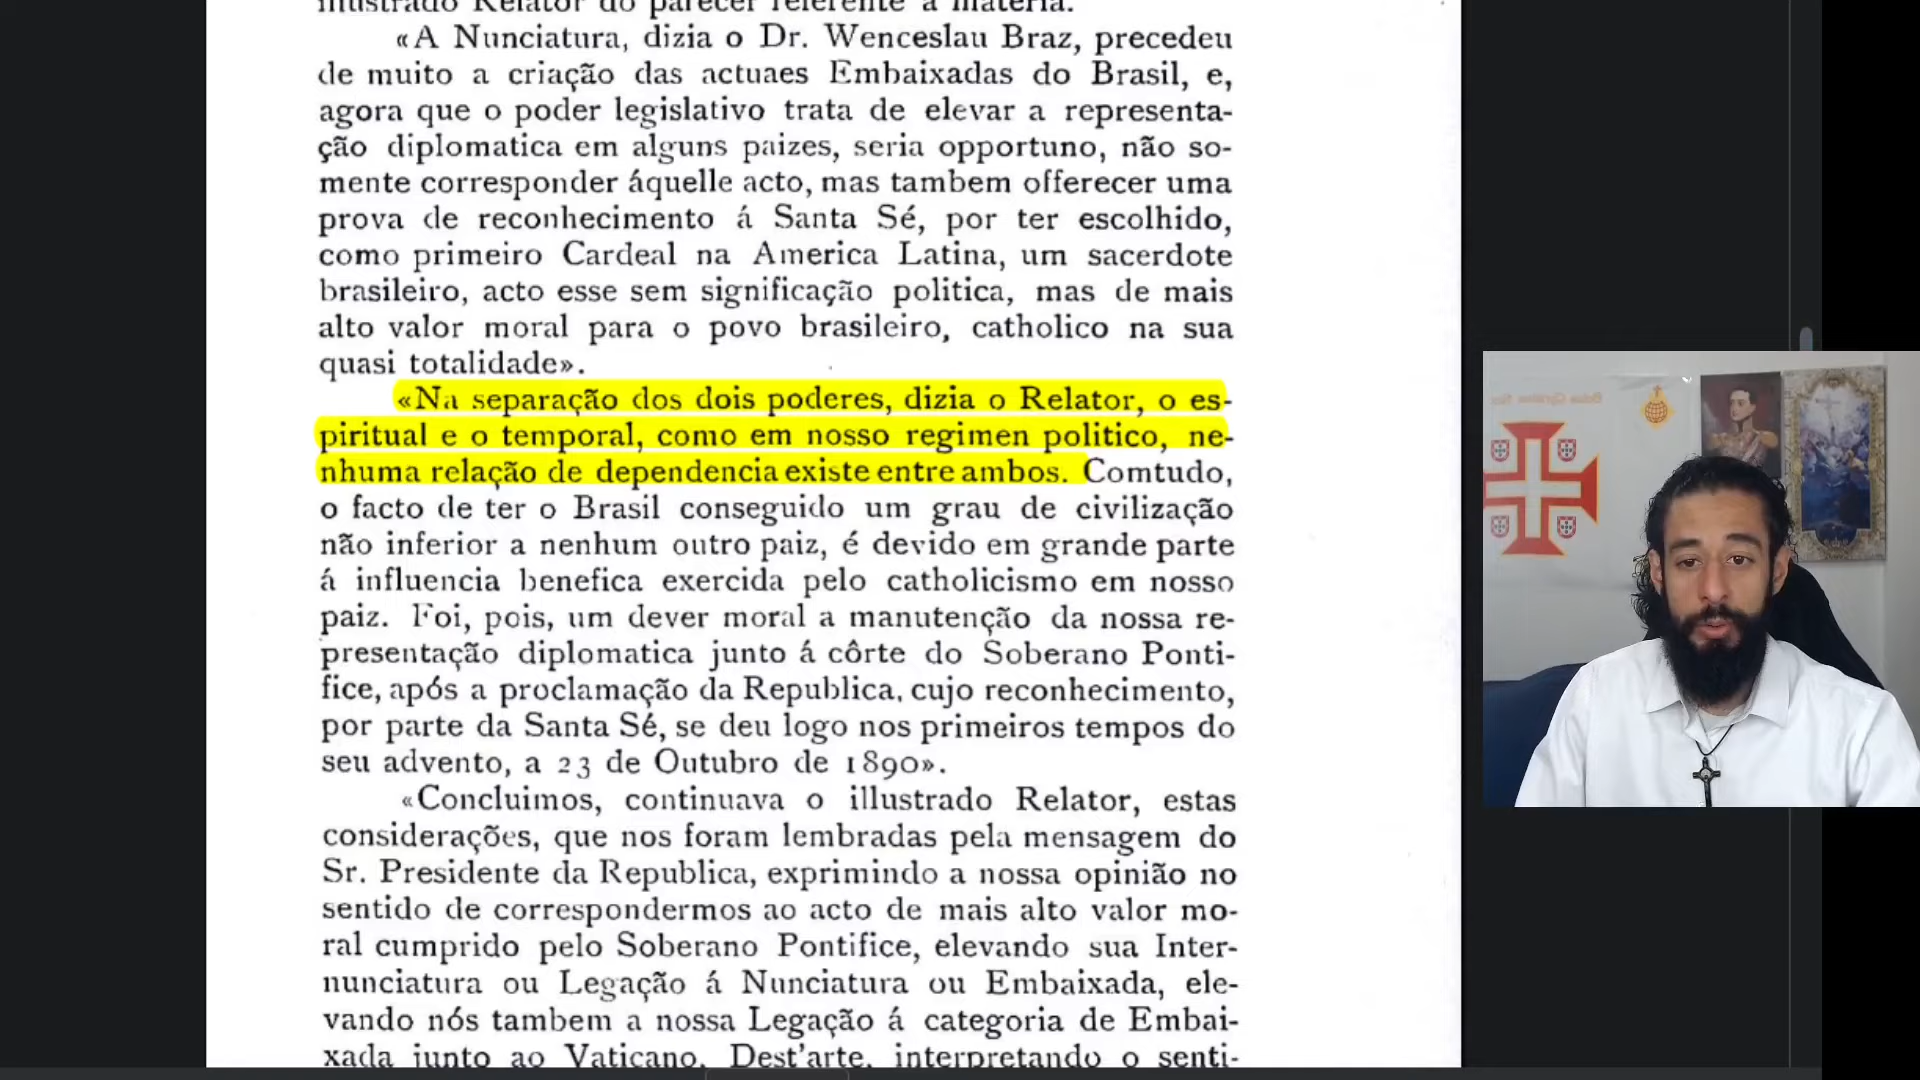 illustrado Relator do parecer referente á materia.
«A Nunciatura, dizia o Dr. Wenceslau Braz, precedeu
de muito a criação das actuaes Embaixadas do Brasil, e,
agora que o poder legislativo trata de elevar a representa-
ção diplomatica em alguns paizes, seria opportuno, não so-
mente corresponder áquelle acto, mas tambem offerecer uma
prova de reconhecimento á Santa Sé, por ter escolhido,
como primeiro Cardeal na America Latina, um sacerdote
brasileiro, acto esse sem significação politica, mas de mais
alto valor moral para o povo brasileiro, catholico na sua
quasi totalidade».
«Na separação dos dois poderes, dizia o Relator, o es-
piritual e o temporal, como em nosso regimen politico, ne-
nhuma relação de dependencia existe entre ambos. Comtudo,
o facto de ter o Brasil conseguido um grau de civilização
não inferior a nenhum outro paiz, é devido em grande parte
á influencia benefica exercida pelo catholicismo em nosso
paiz. Foi, pois, um dever moral a manutenção da nossa re-
presentação diplomatica junto á côrte do Soberano Ponti-
fice, após a proclamação da Republica, cujo reconhecimento,
por parte da Santa Sé, se deu logo nos primeiros tempos do
seu advento, a 23 de Outubro de 1890».
«Concluimos, continuava o illustrado Relator, estas
considerações, que nos foram lembradas pela mensagem do
Sr. Presidente da Republica, exprimindo a nossa opinião no
sentido de correspondermos ao acto de mais alto valor mo-
ral cumprido pelo Soberano Pontifice, elevando sua Inter-
nunciatura ou Legação á Nunciatura ou Embaixada, ele-
vando nós tambem a nossa Legação á categoria de Embai-
xada junto ao Vaticano. Dest'arte, interpretando o senti-